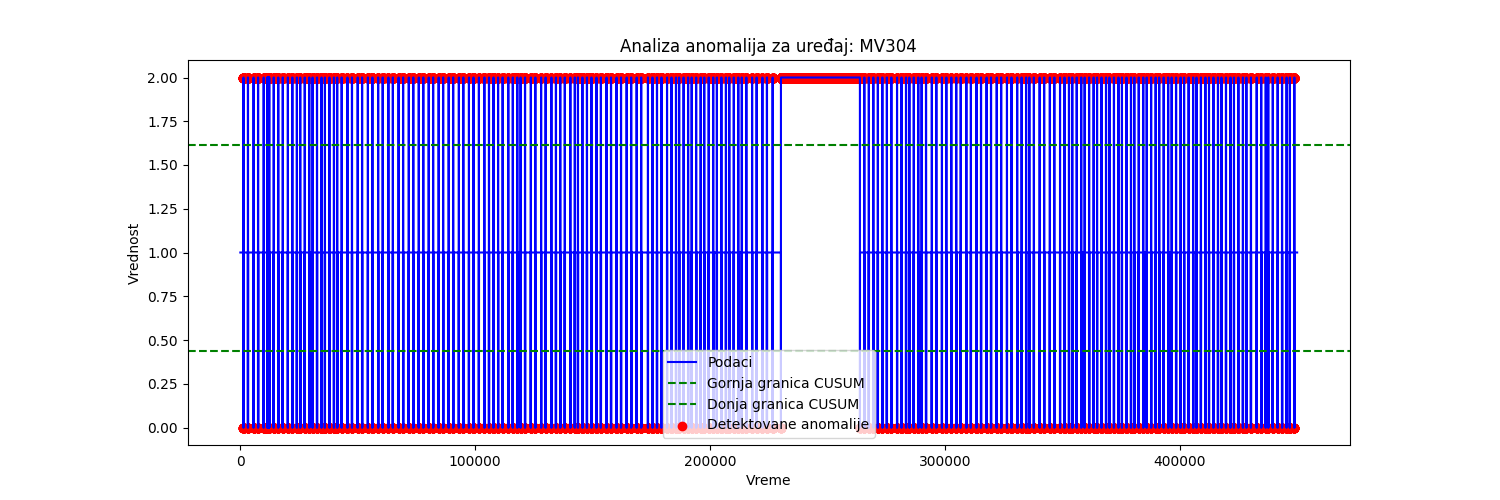 Analiza anomalija za uređaj: MV304
Vrednost
2.00
1.75
1.50
1.25
1.00
0.75
0.50
0.25
0.00
Podaci
Gornja granica CUSUM
Donja granica CUSUM
Detektovane anomalije
0 100000 200000 300000 400000
Vreme